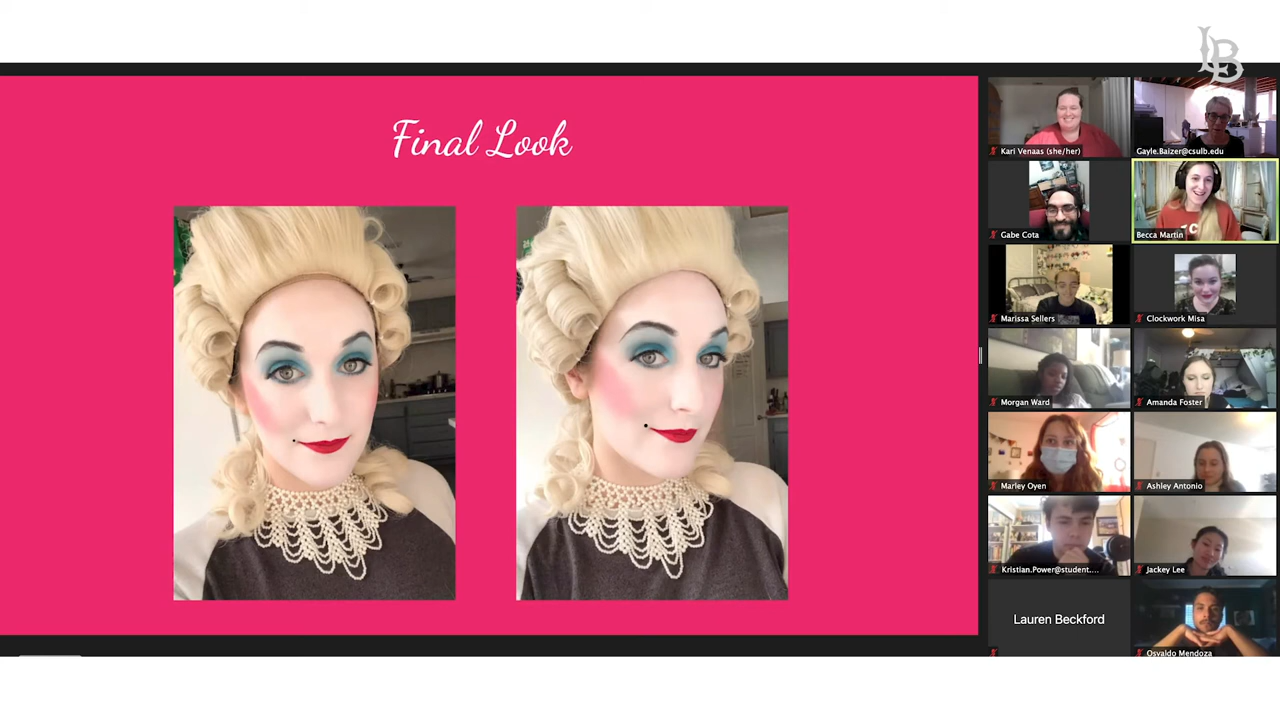 LB
Final Look
Kari Venaas (she/her)
Gayle.Baizer@csulb.edu
Gabe Cota
Becca Martin
Marissa Sellers
Clockwork Misa
Morgan Ward
Amanda Foster
Marley Oyen
Ashley Antonio
Kristian.Power@student....
Jackey Lee
Lauren Beckford
Osvaldo Mendoza